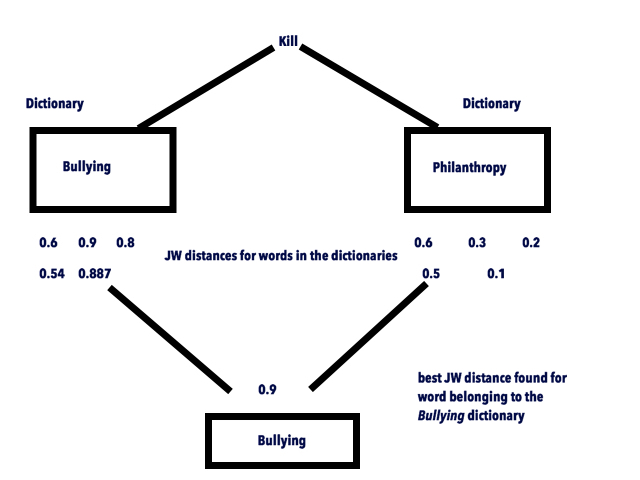 Kill
Dictionary
Dictionary
Bullying
Philanthropy
0.6 0.9 0.8
0.6 0.3 0.2
JW distances for words in the dictionaries
0.54 0.887
0.5 0.1
0.9
best JW distance found for
word belonging to the
Bullying dictionary
Bullying